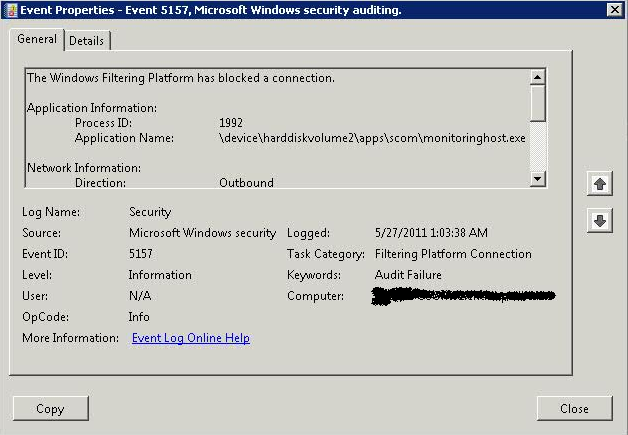 Event Properties - Event 5157, Microsoft Windows security auditing.
General
Details
The Windows Filtering Platform has blocked a connection.
Application Information:
Process ID: 1992
Application Name: \device\harddiskvolume2\apps\scom\monitoringhost.exe
Network Information:
Direction: Outbound
Log Name: Security
Source: Microsoft Windows security Logged: 5/27/2011 1:03:38 AM
Event ID: 5157 Task Category: Filtering Platform Connection
Level: Information Keywords: Audit Failure
User: N/A Computer:
OpCode: Info
More Information: Event Log Online Help
Copy
Close